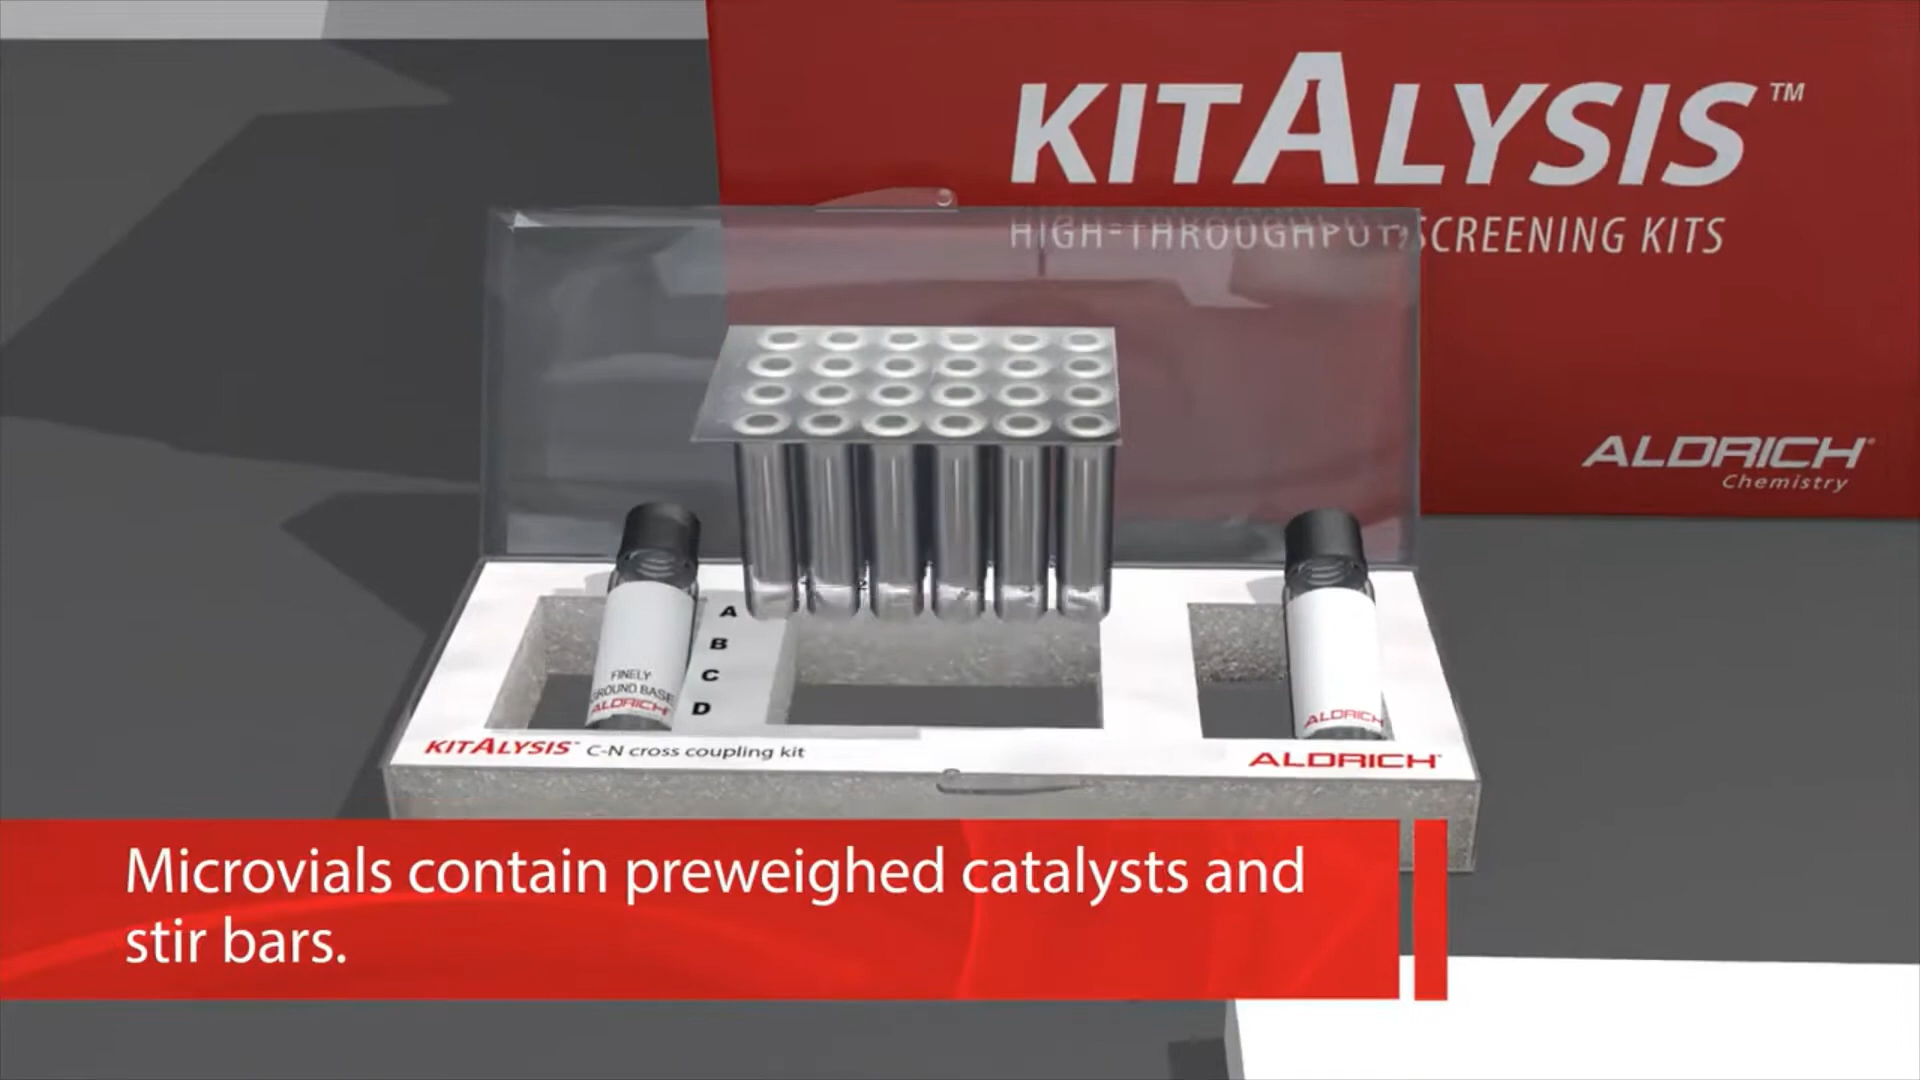 KITALYSIS™
HIGH-THROUGHPUT SCREENING KITS
ALDRICH®
Chemistry
A
B
C
D
FINELY
GROUND BASE
ALDRICH
ALDRICH
KITALYSIS™ C-N cross coupling kit
ALDRICH®
Microvials contain preweighed catalysts and
stir bars.